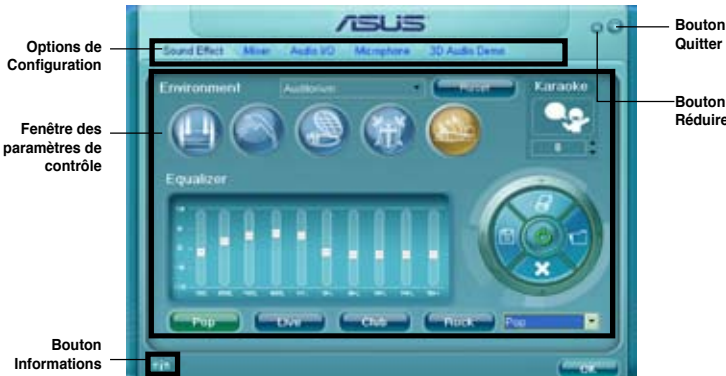 ASUS
Bouton
Quitter
Options de
Configuration
Sound Effect Mixer Audio I/O Microphone 3D Audio Demo
Bouton
Réduire
Environment Auditorium Reset Karaoke
Fenêtre des
paramètres de
contrôle
8
Equalizer
Pop Live Club Rock Pop
Bouton
Informations
OK